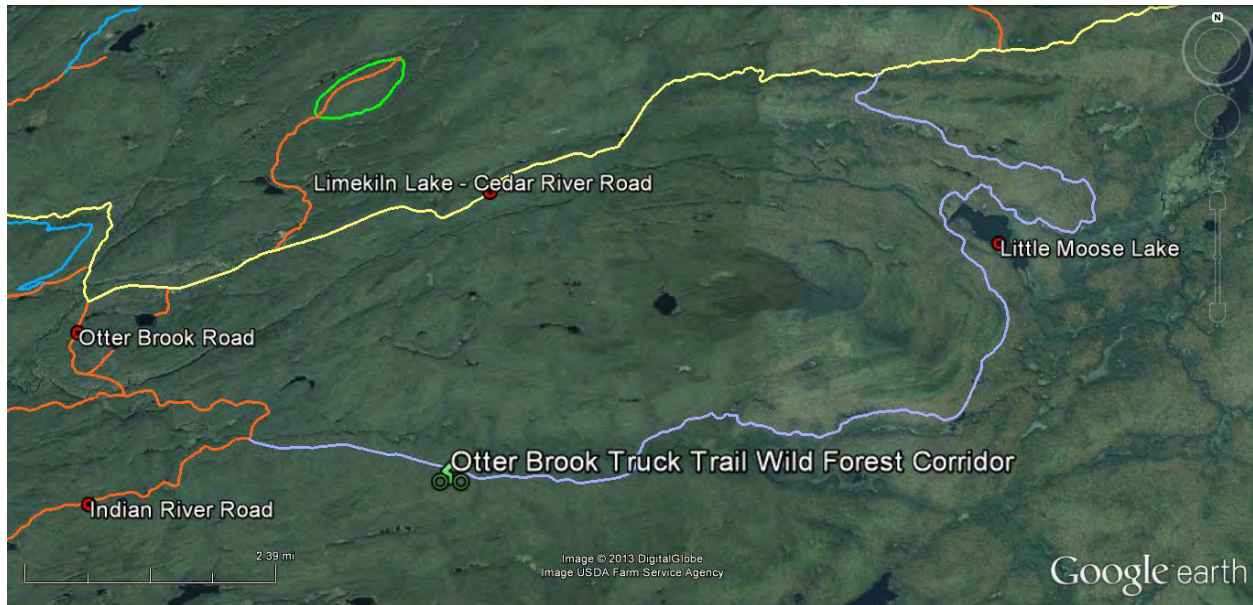 N
Limekiln Lake - Cedar River Road
Little Moose Lake
Otter Brook Road
Otter Brook Truck Trail Wild Forest Corridor
Indian River Road
2.39 mi
Image © 2013 DigitalGlobe
Image USDA Farm Service Agency
Google earth